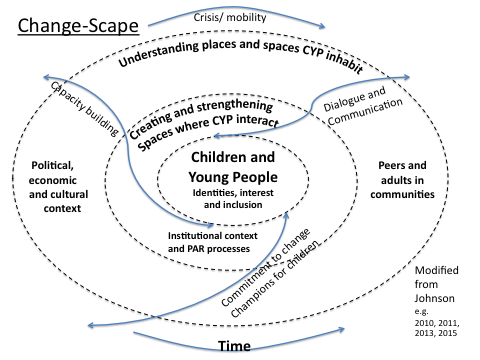 Change-Scape
Crisis/ mobility
Understanding places and spaces CYP inhabit
Capacity building
Dialogue and
Communication
Creating and strengthening
Spaces where CYP interact
Children and
Young People
Identities, interest
and inclusion
Political,
economic
and cultural
context
Peers and
adults in
communities
Institutional context
and PAR processes
Commitment to change
Champions for children
Modified
from
Johnson
e.g.
2010, 2011,
2013, 2015
Time